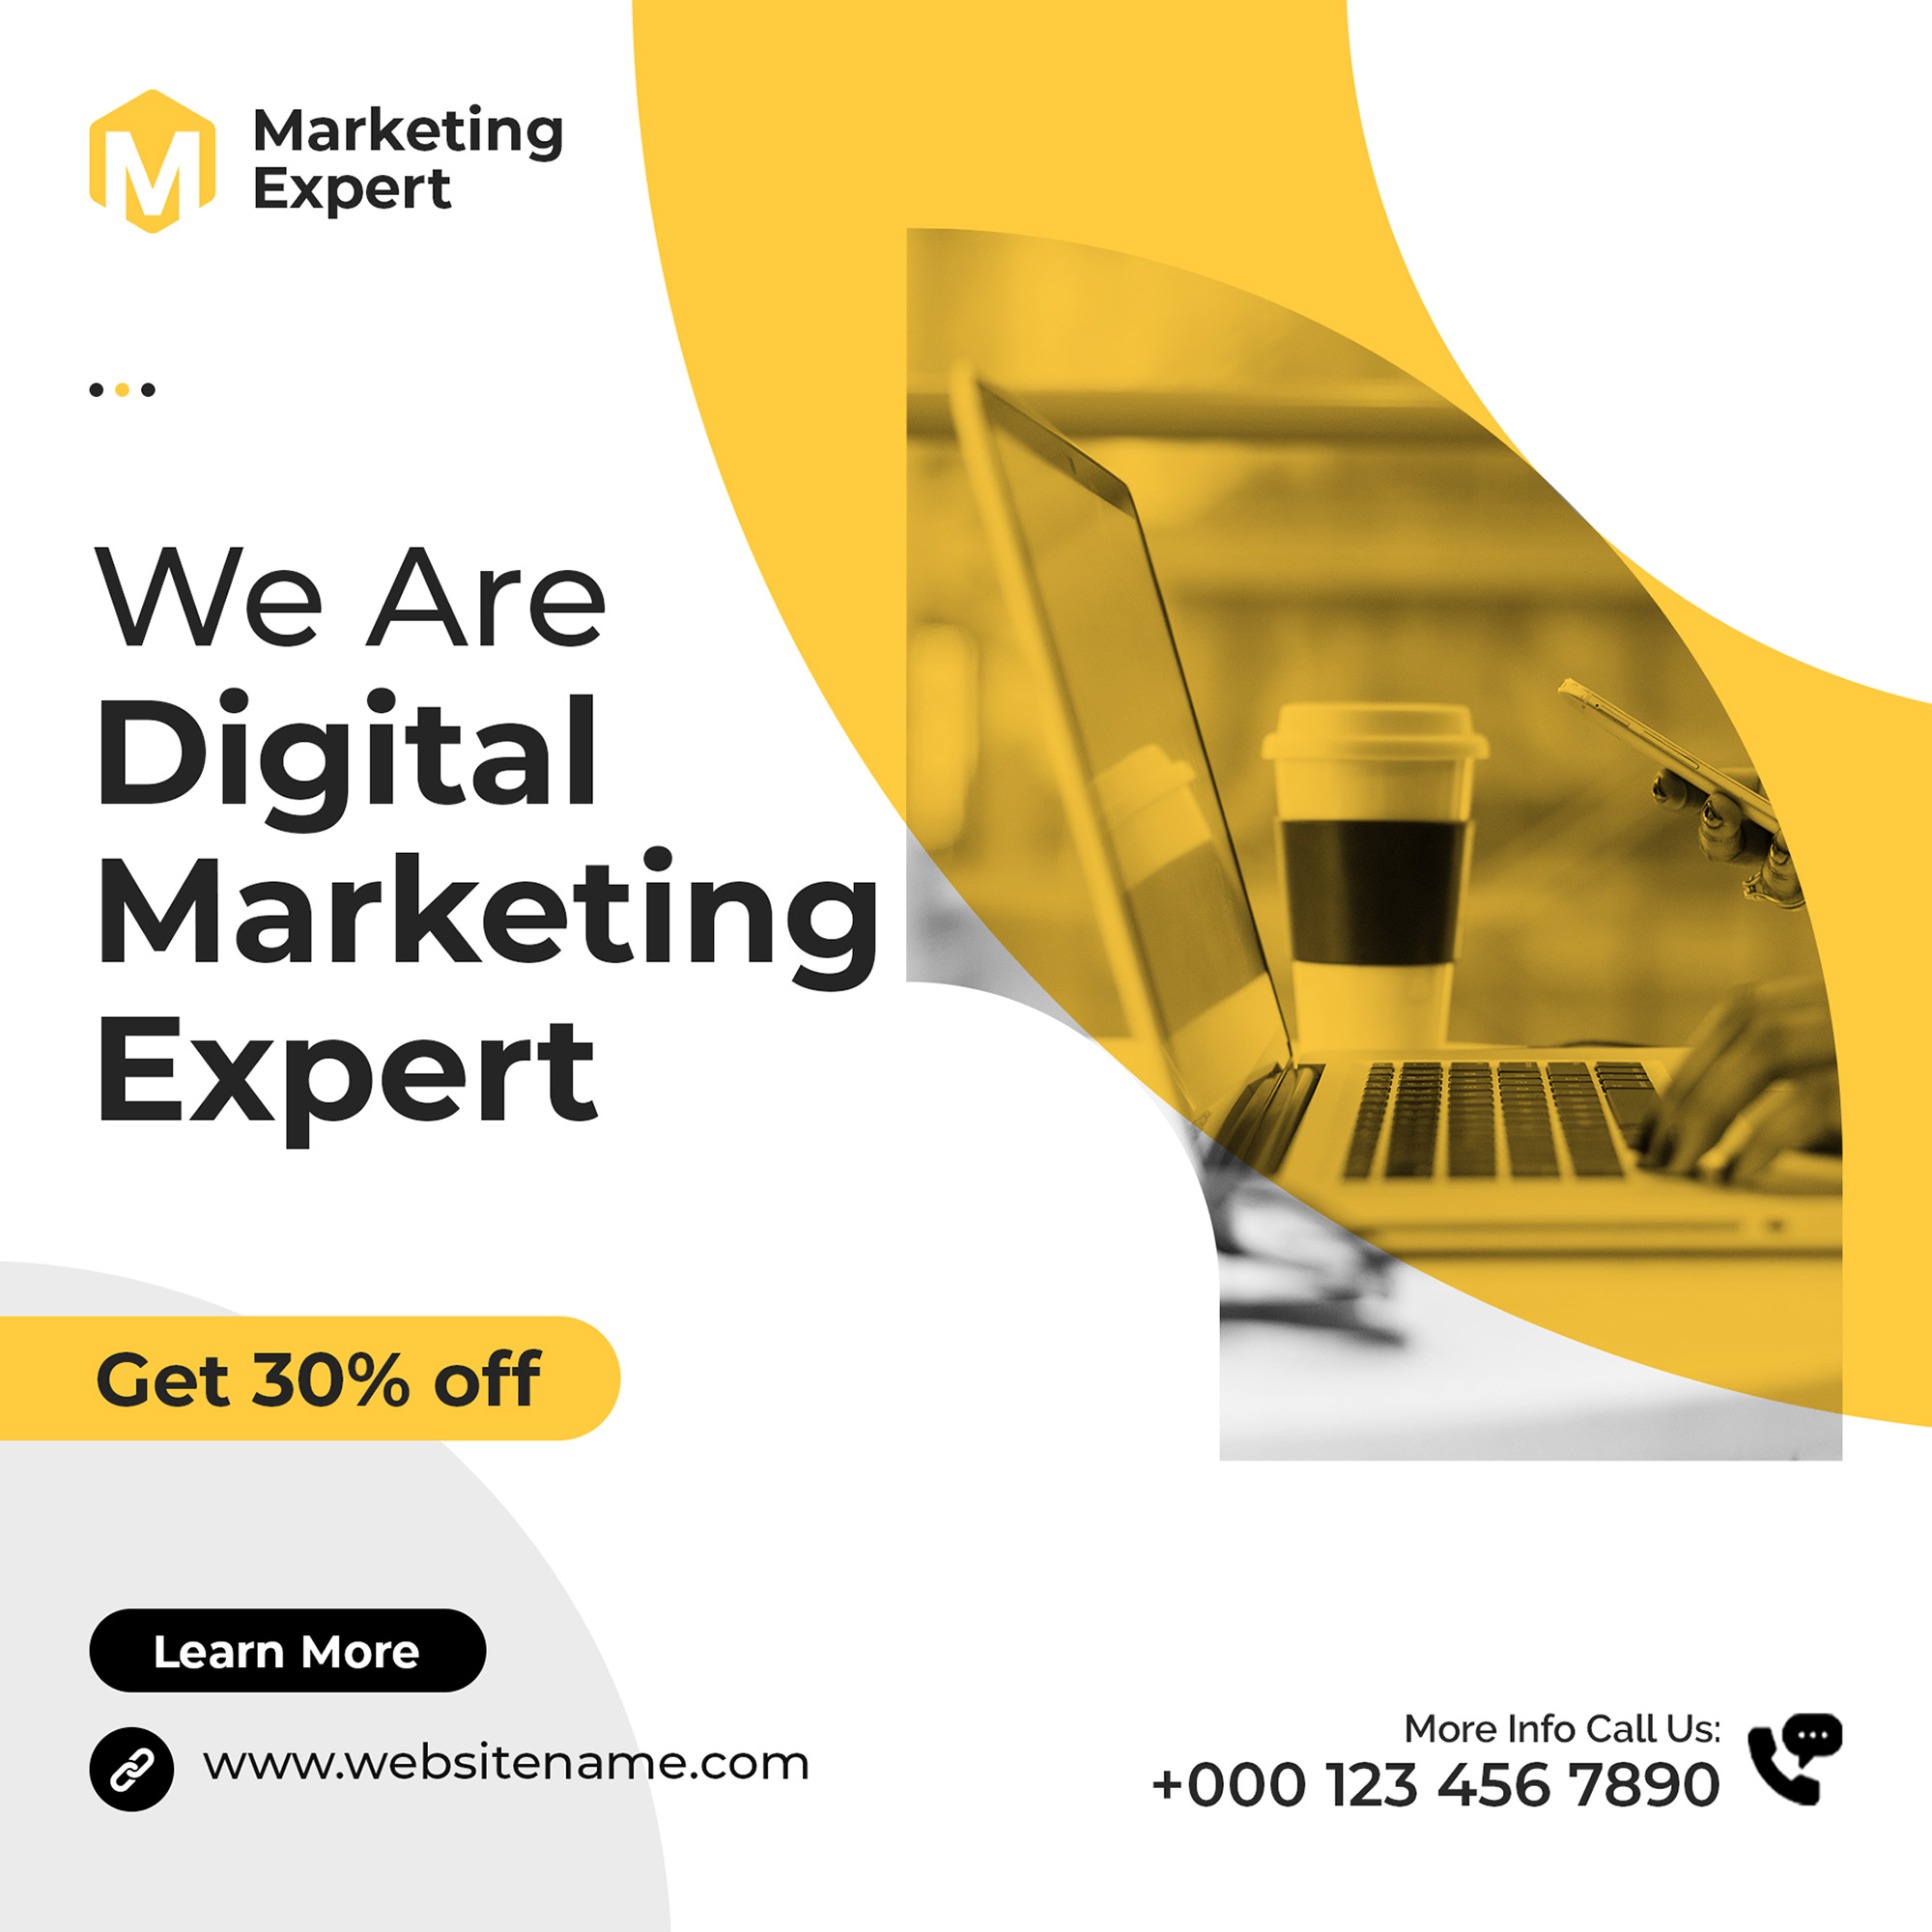 Marketing
Expert
We Are
Digital
Marketing
Expert
Get 30% off
Learn More
www.websitename.com
More Info Call Us:
+000 123 456 7890